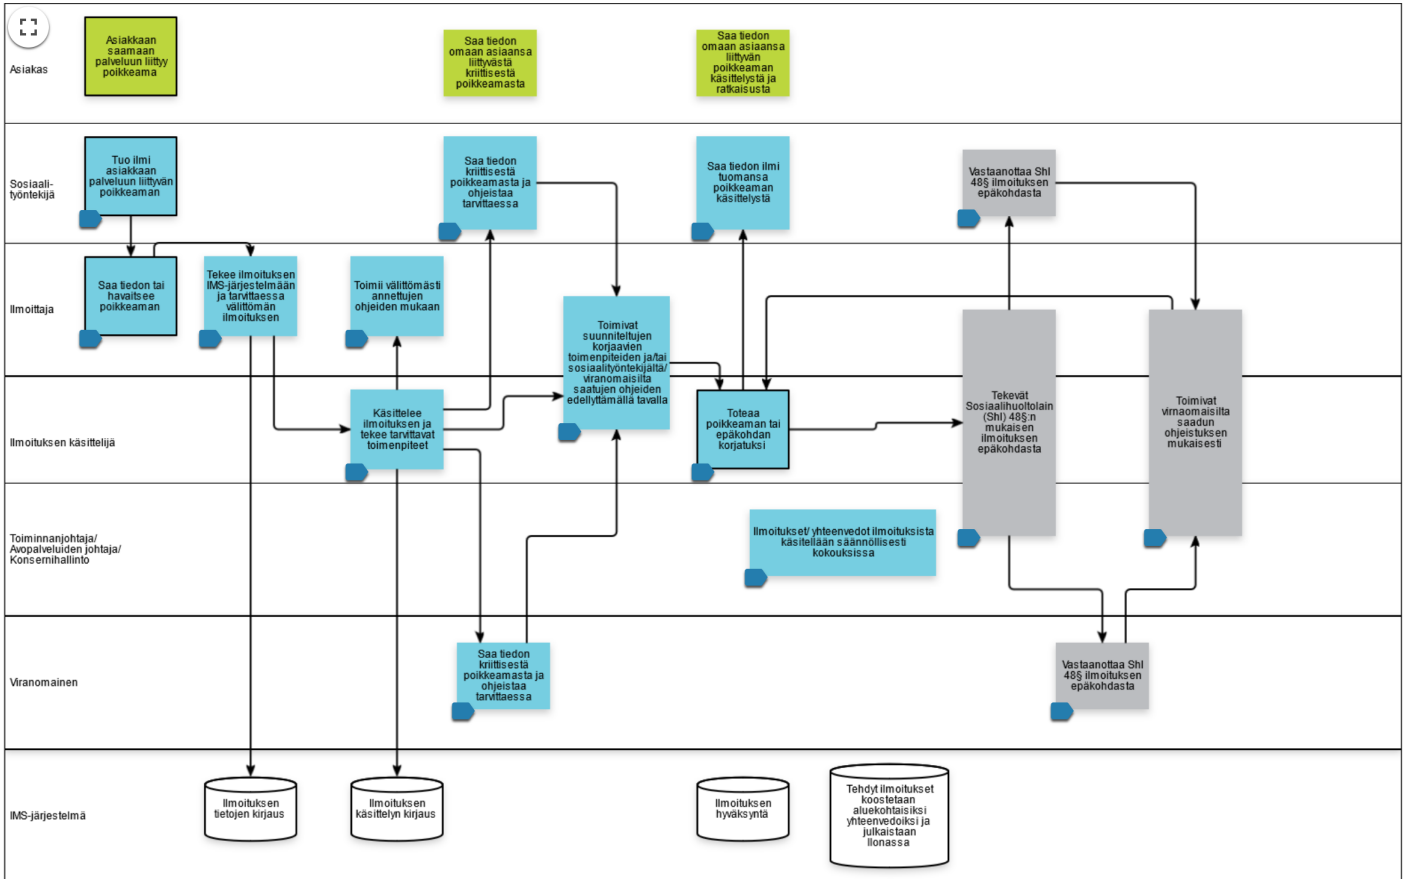 Asiakas
Asiakkaan
saamaan
palveluun liittyy
poikkeama
Saa tiedon
omaan asiaansa
liittyvästä
kriittisestä
poikkeamasta
Saa tiedon
omaan asiaansa
liittyvän
poikkeaman
käsittelystä ja
ratkaisusta
Sosiaali-
työntekijä
Tuo ilmi
asiakkaan
palveluun liittyvän
poikkeaman
Saa tiedon
kriittisestä
poikkeamasta ja
ohjeistaa
tarvittaessa
Saa tiedon ilmi
tuomansa
poikkeaman
käsittelystä
Vastaanottaa Shl
48§ ilmoituksen
epäkohdasta
Ilmoittaja
Saa tiedon tai
havaitsee
poikkeaman
Tekee ilmoituksen
IMS-järjestelmään
ja tarvittaessa
välittömän
ilmoituksen
Toimii välittömästi
annettujen
ohjeiden mukaan
Toimivat
suunniteltujen
korjaavien
toimenpiteiden ja/tai
sosiaalityöntekijältä/
viranomaisilta
saatujen ohjeiden
edellyttämällä tavalla
Ilmoituksen käsittelijä
Käsittelee
ilmoituksen ja
tekee tarvittavat
toimenpiteet
Toteaa
poikkeaman tai
epäkohdan
korjatuksi
Tekevät
Sosiaalihuoltolain
(Shl) 48§:n
mukaisen
ilmoituksen
epäkohdasta
Toimivat
virnaomaisilta
saadun
ohjeistuksen
mukaisesti
Toiminnanjohtaja/
Avopalveluiden johtaja/
Konsernihallinto
Ilmoitukset/ yhteenvedot ilmoituksista
käsitellään säännöllisesti
kokouksissa
Viranomainen
Saa tiedon
kriittisestä
poikkeamasta ja
ohjeistaa
tarvittaessa
Vastaanottaa Shl
48§ ilmoituksen
epäkohdasta
IMS-järjestelmä
Ilmoituksen
tietojen kirjaus
Ilmoituksen
käsittelyn kirjaus
Ilmoituksen
hyväksyntä
Tehdyt ilmoitukset
koostetaan
aluekohtaisiksi
yhteenvedoiksi ja
julkaistaan
Ilonassa